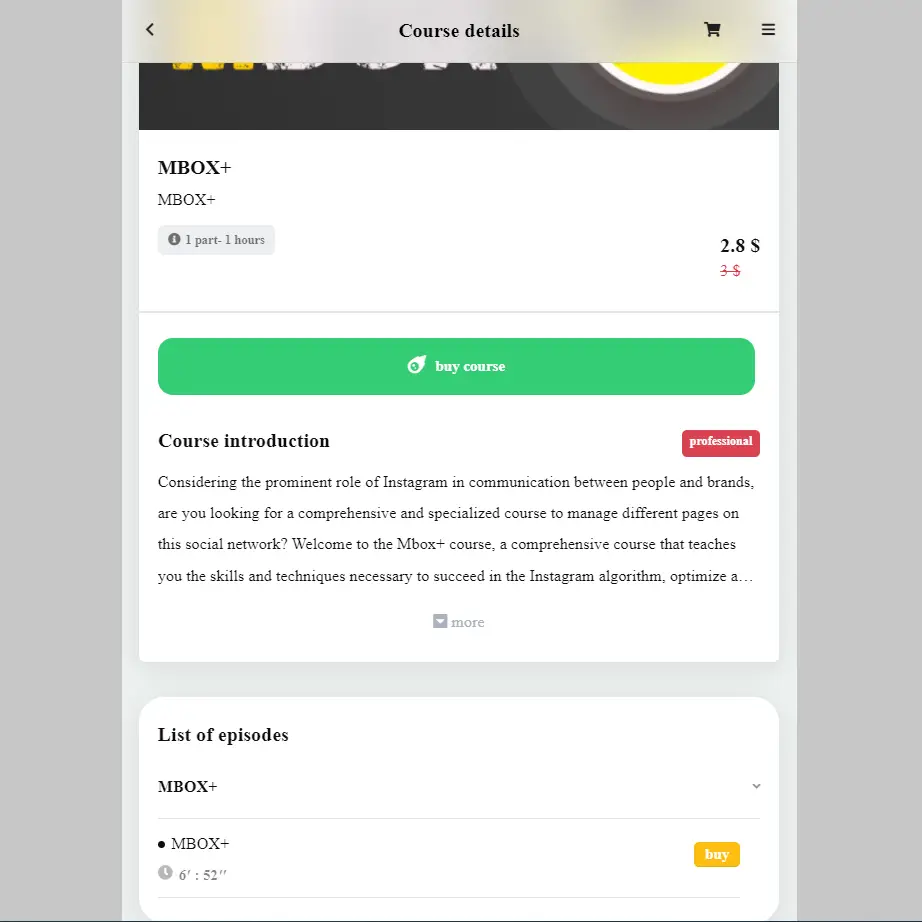 Course details
MBOX+
MBOX+
1 part- 1 hours
2.8 $
3 $
buy course
Course introduction
professional
Considering the prominent role of Instagram in communication between people and brands,
are you looking for a comprehensive and specialized course to manage different pages on
this social network? Welcome to the Mbox+ course, a comprehensive course that teaches
you the skills and techniques necessary to succeed in the Instagram algorithm, optimize a…
more
List of episodes
MBOX+
MBOX+
buy
6′ : 52′′